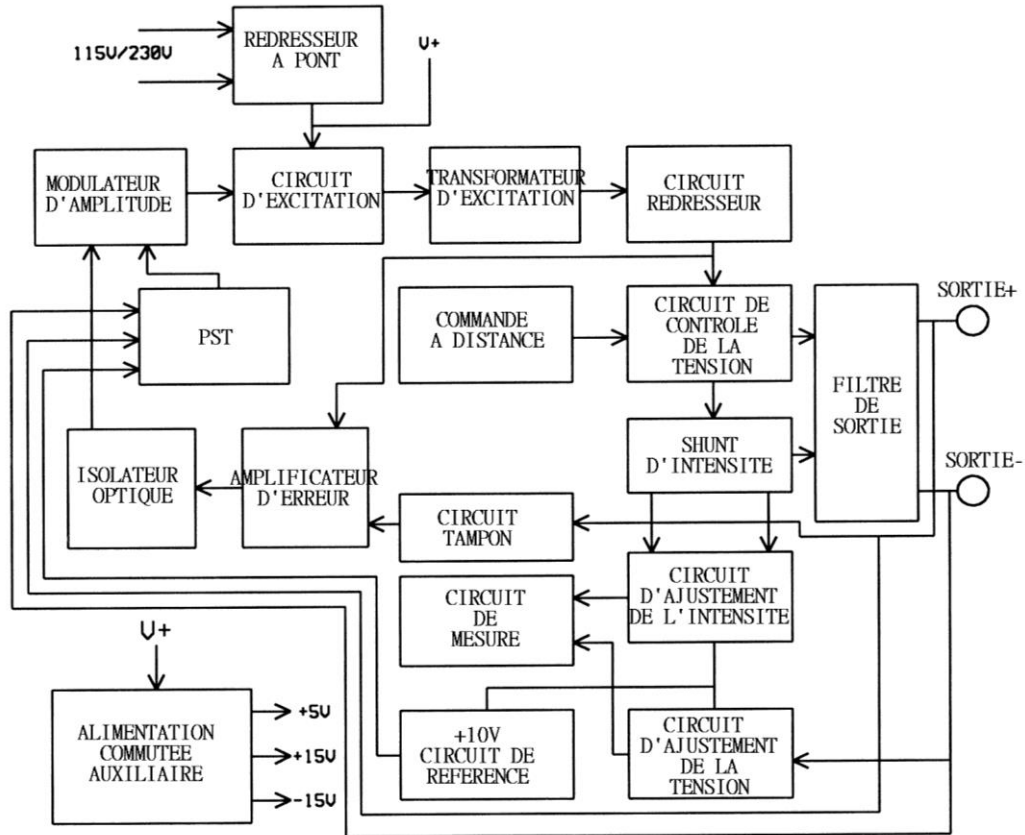 115V/230V
REDRESSEUR
A PONT
V+
MODULATEUR
D'AMPLITUDE
CIRCUIT
D'EXCITATION
TRANSFORMATEUR
D'EXCITATION
CIRCUIT
REDRESSEUR
PST
COMMANDE
A DISTANCE
CIRCUIT DE
CONTROLE
DE LA
TENSION
FILTRE
DE
SORTIE
SORTIE+
SORTIE-
ISOLATEUR
OPTIQUE
AMPLIFICATEUR
D'ERREUR
SHUNT
D'INTENSITE
CIRCUIT
TAMPON
CIRCUIT
DE
MESURE
CIRCUIT
D'AJUSTEMENT
DE L'INTENSITE
V+
ALIMENTATION
COMMUTEE
AUXILIAIRE
+5V
+15V
-15V
+10V
CIRCUIT DE
REFERENCE
CIRCUIT
D'AJUSTEMENT
DE LA
TENSION